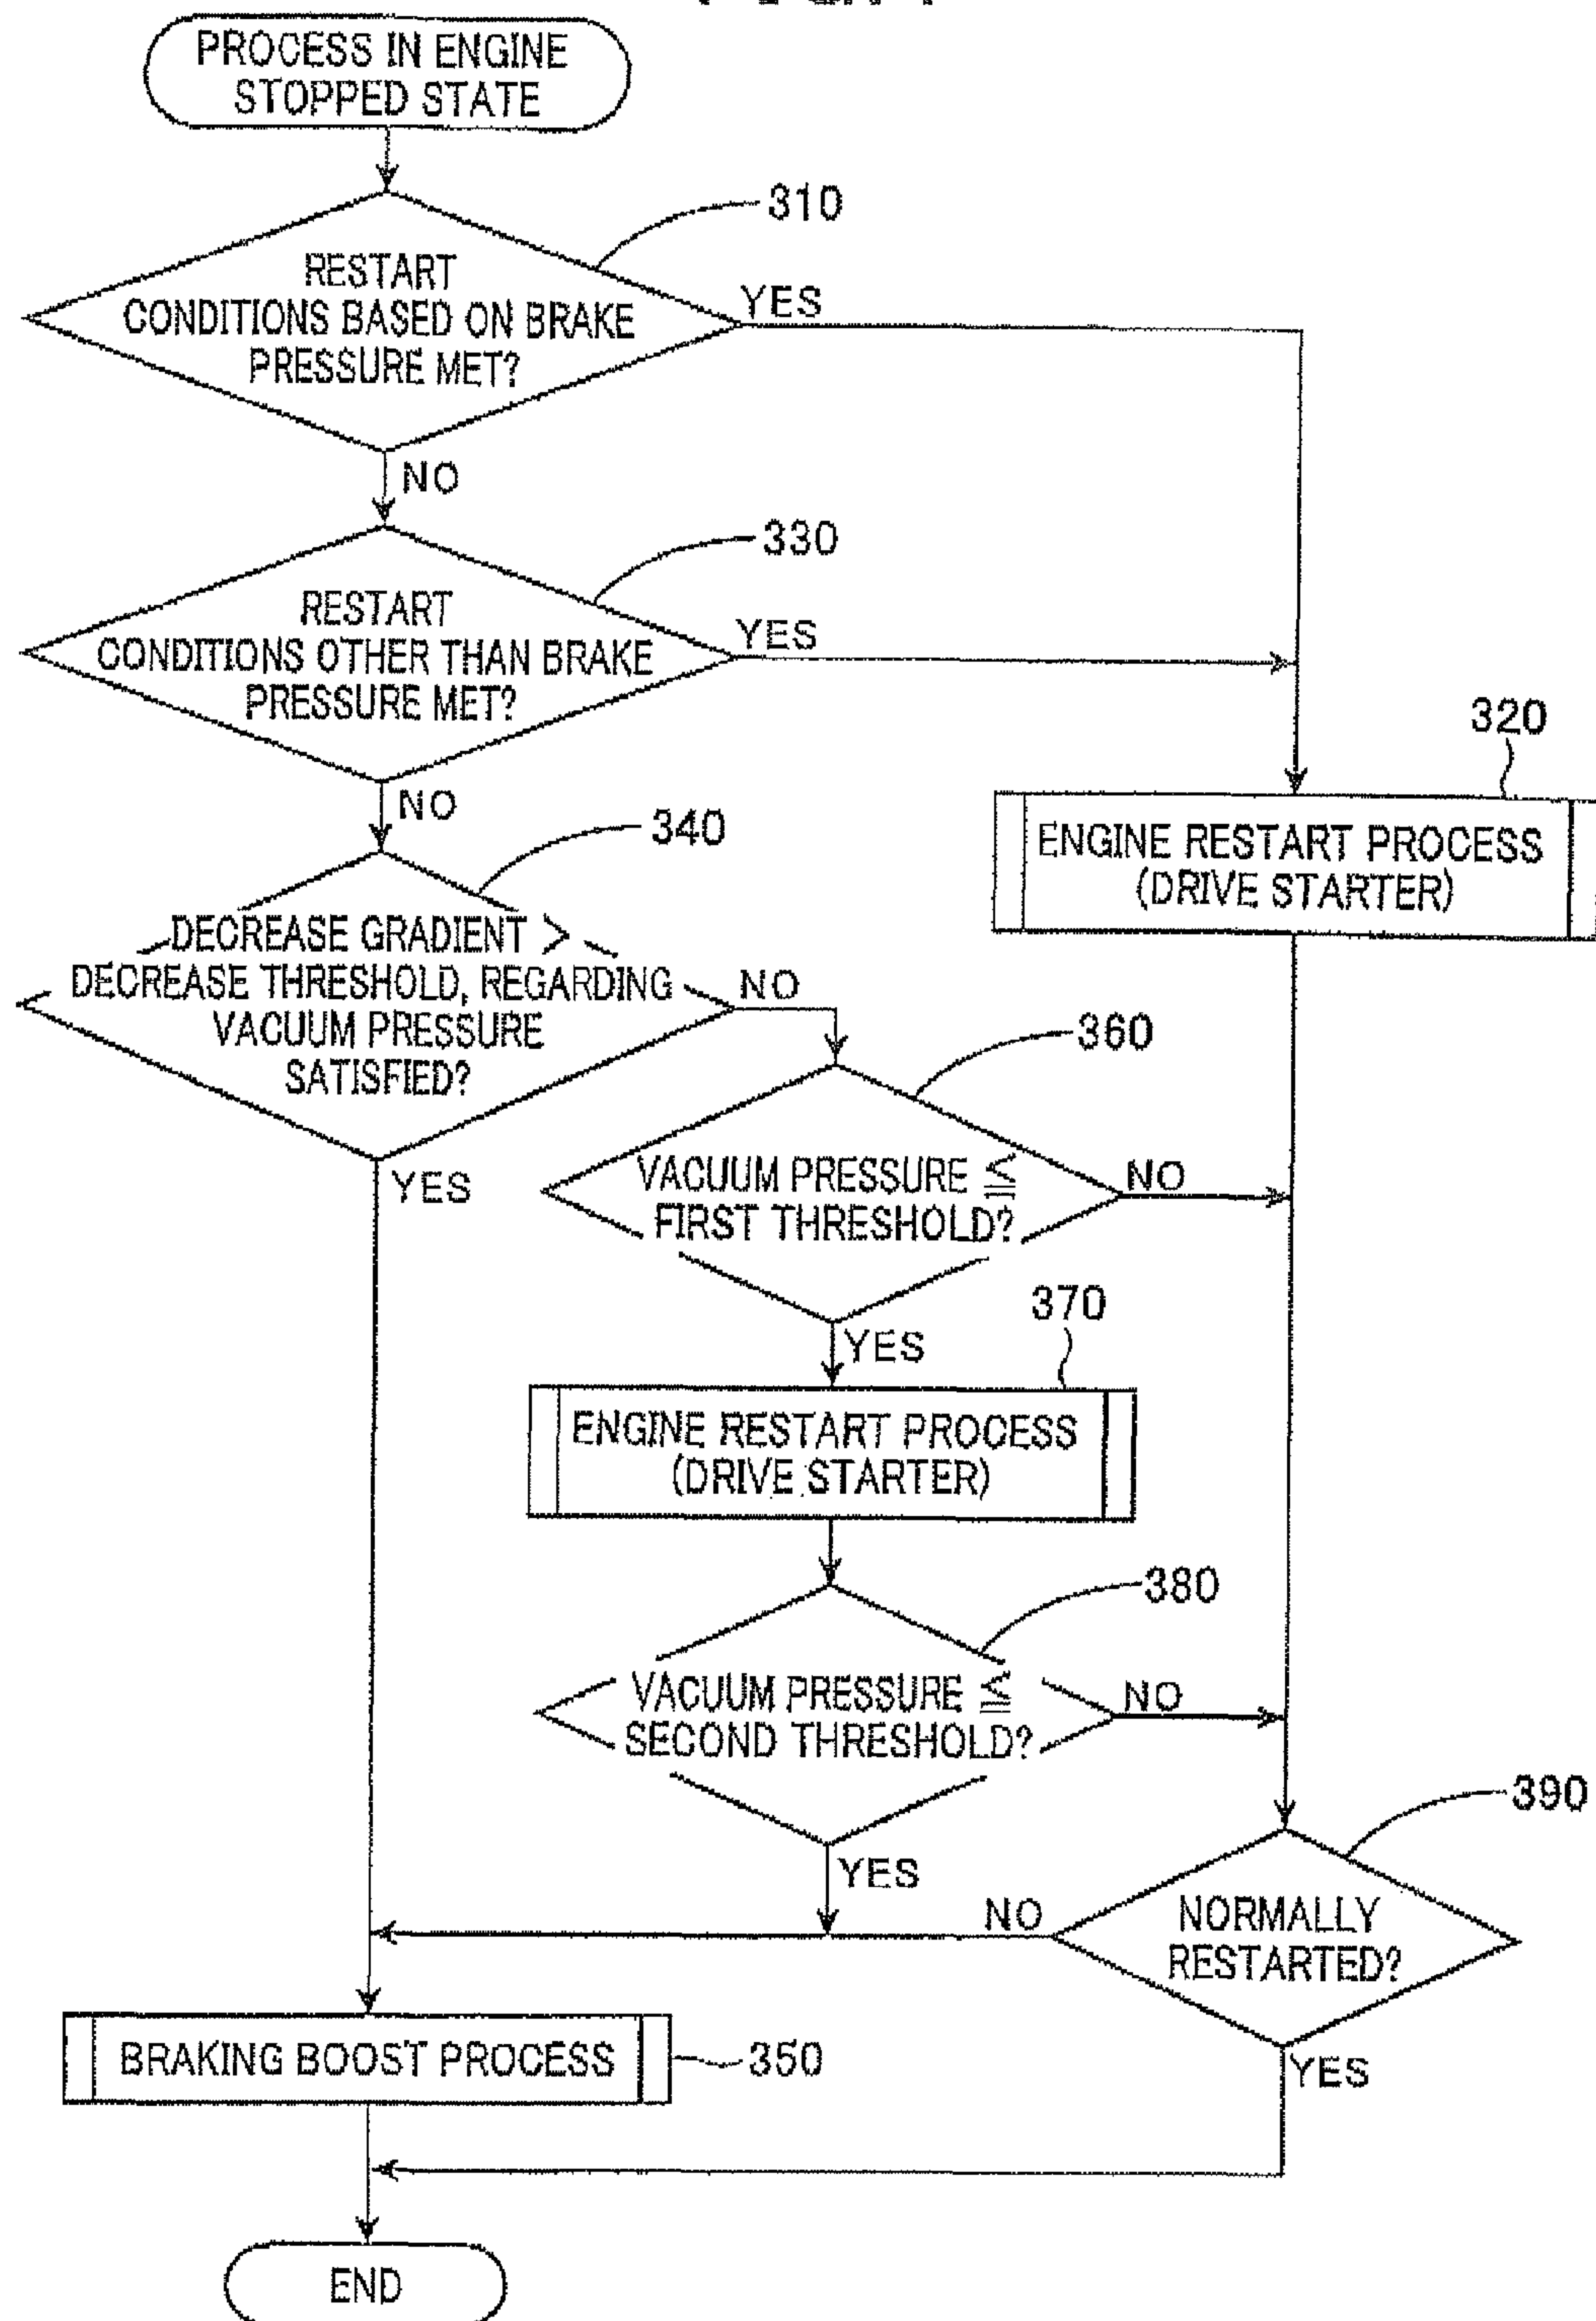 PROCESS IN ENGINE
STOPPED STATE
310
RESTART
CONDITIONS BASED ON BRAKE
PRESSURE MET?
YES
NO
330
RESTART
CONDITIONS OTHER THAN BRAKE
PRESSURE MET?
YES
NO
320
ENGINE RESTART PROCESS
(DRIVE STARTER)
340
DECREASE GRADIENT >
DECREASE THRESHOLD, REGARDING
VACUUM PRESSURE
SATISFIED?
NO
YES
360
VACUUM PRESSURE ≦
FIRST THRESHOLD?
NO
YES
370
ENGINE RESTART PROCESS
(DRIVE STARTER)
380
VACUUM PRESSURE ≦
SECOND THRESHOLD?
NO
YES
390
NORMALLY
RESTARTED?
NO
YES
BRAKING BOOST PROCESS
350
END